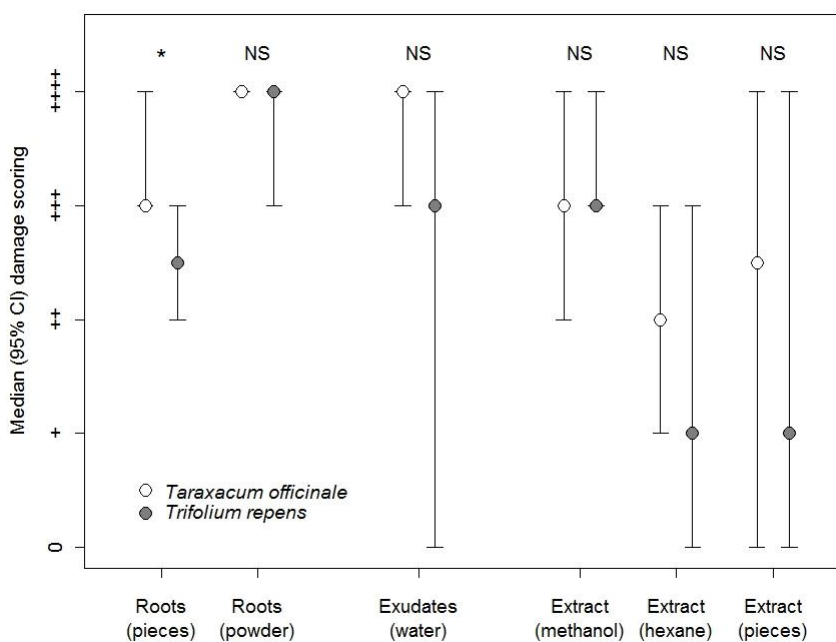 * NS NS NS NS NS
Median (95% CI) damage scoring
++++
+++
++
+
0
Taraxacum officinale
Trifolium repens
Roots Roots Exudates Extract Extract Extract
(pieces) (powder) (water) (methanol) (hexane) (pieces)